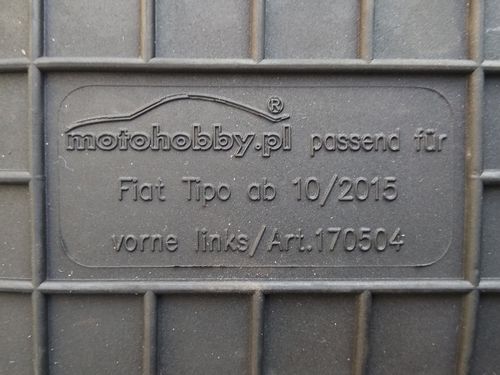 motohobby.pl ® passend für
Fiat Tipo ab 10/2015
vorne links/Art.170504